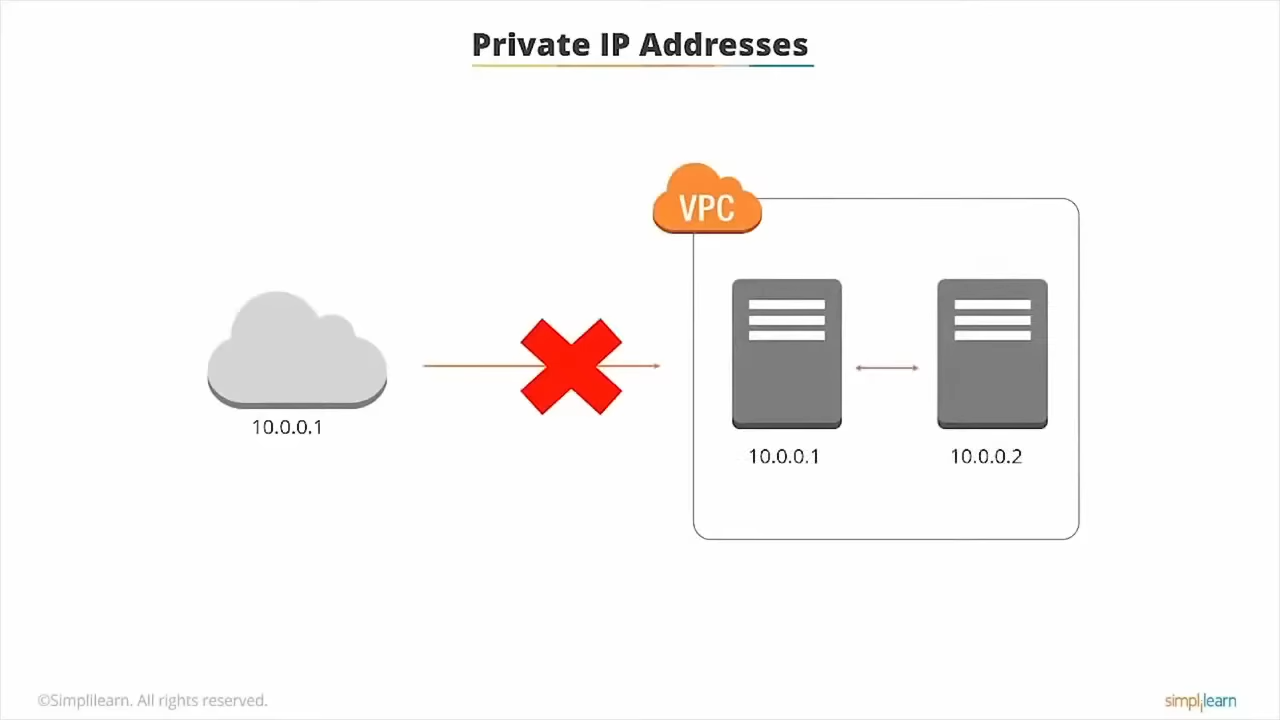 Private IP Addresses
VPC
10.0.0.1
10.0.0.1
10.0.0.2
©Simplilearn. All rights reserved.
simplilearn